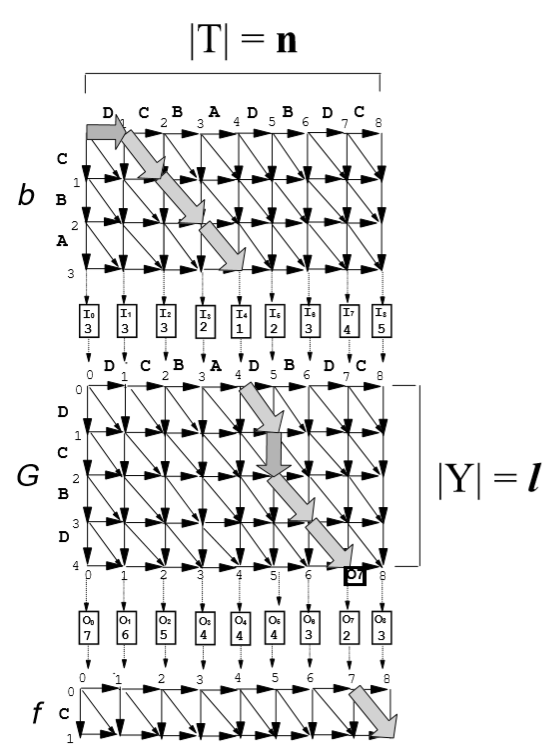 |T| = n
D C B A D B D C
1 2 3 4 5 6 7 8
C
1
b
B
2
A
3
I0 I1 I2 I3 I4 I5 I6 I7 I8
3 3 3 2 1 2 3 4 5
D C B A D B D C
0 1 2 3 4 5 6 7 8
0
D
1
C
G
2
|Y| = l
B
3
D
4
0 1 2 3 4 5 6 O7 8
O0 O1 O2 O3 O4 O5 O6 O7 O8
7 6 5 4 4 4 3 2 3
0 1 2 3 4 5 6 7 8
0
f
C
1